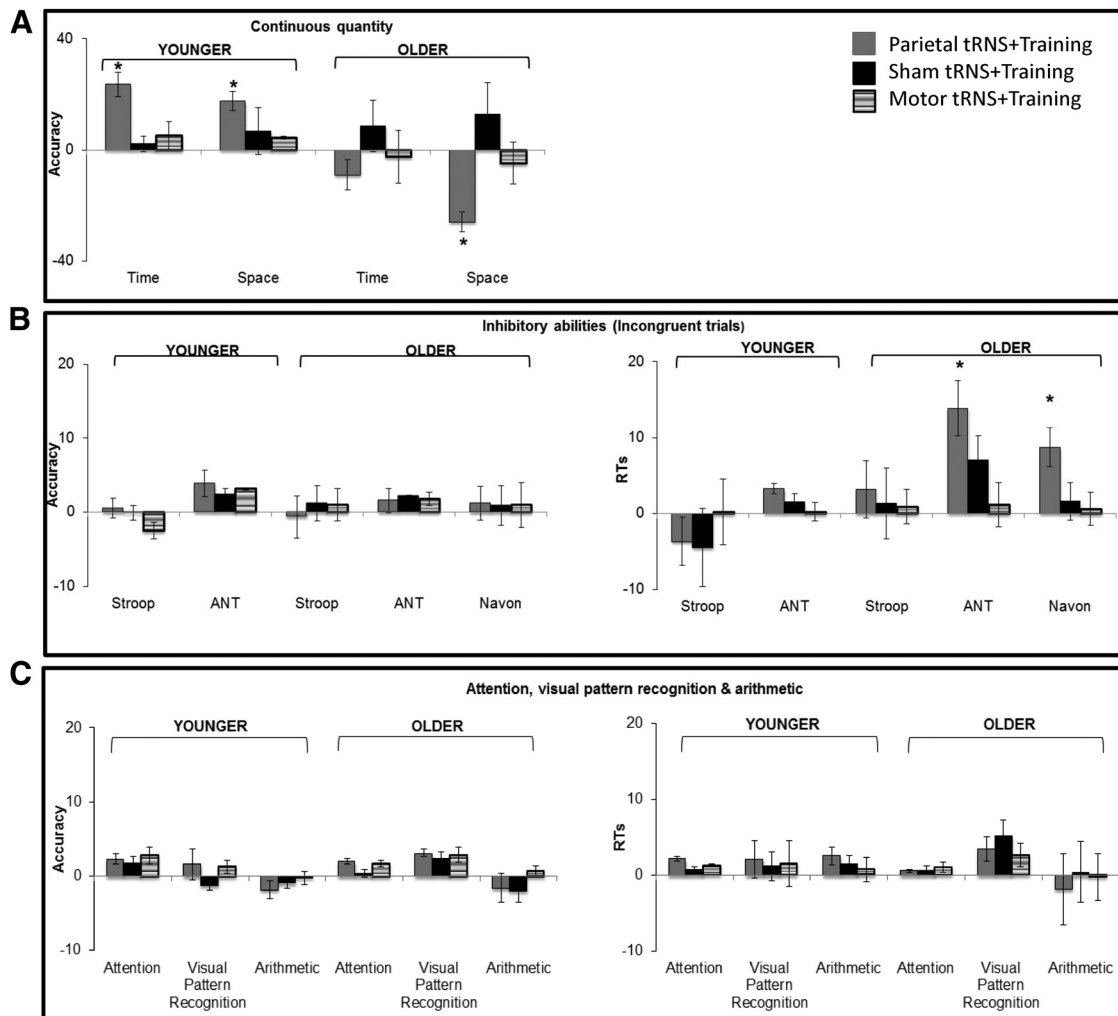 A
Continuous quantity
YOUNGER
OLDER
Parietal tRNS+Training
Sham tRNS+Training
Motor tRNS+Training
40
0
-40
Accuracy
*
*
*
Time
Space
Time
Space
B
Inhibitory abilities (Incongruent trials)
YOUNGER
OLDER
20
10
0
-10
Accuracy
Stroop
ANT
Stroop
ANT
Navon
YOUNGER
OLDER
20
10
0
-10
RTs
*
*
Stroop
ANT
Stroop
ANT
Navon
C
Attention, visual pattern recognition & arithmetic
YOUNGER
OLDER
20
10
0
-10
Accuracy
Attention
Visual
Pattern
Recognition
Arithmetic
Attention
Visual
Pattern
Recognition
Arithmetic
YOUNGER
OLDER
20
10
0
-10
RTs
Attention
Visual
Pattern
Recognition
Arithmetic
Attention
Visual
Pattern
Recognition
Arithmetic